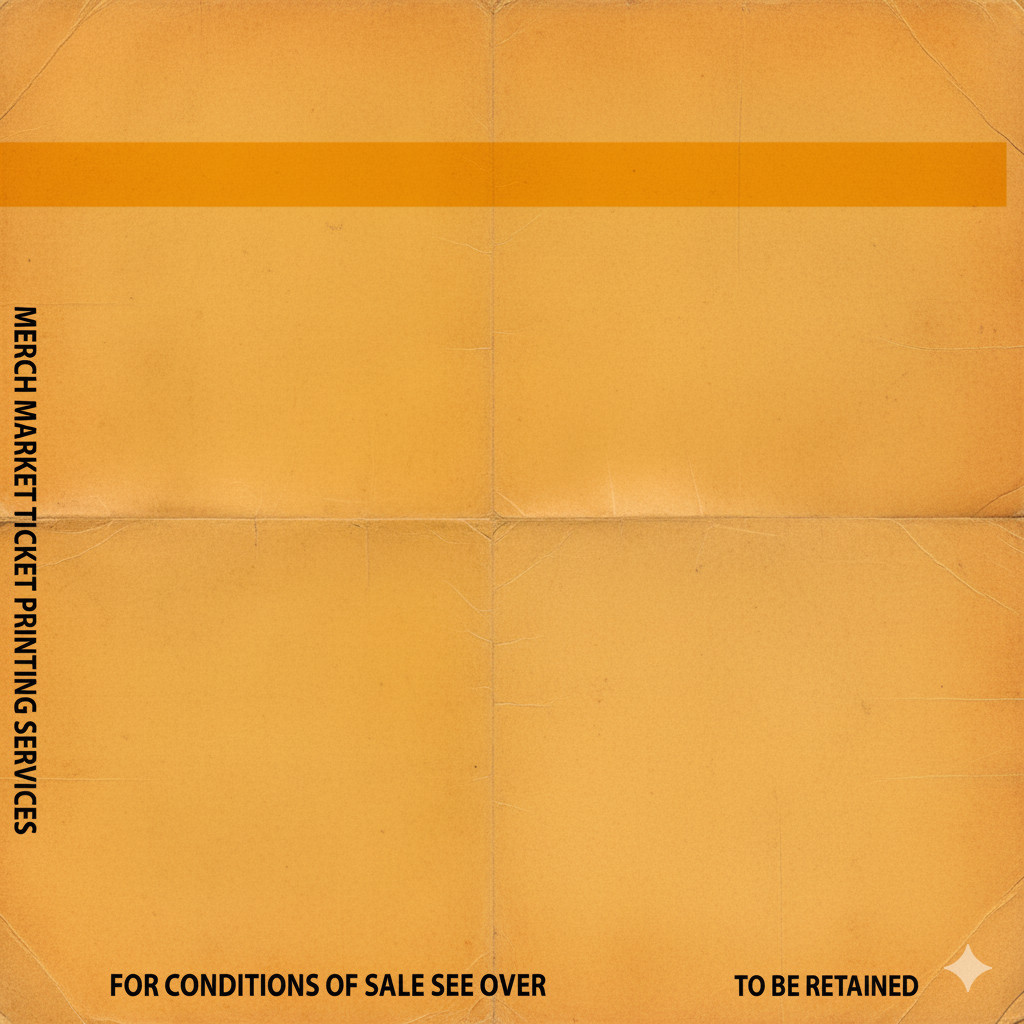 MERCH MARKET TICKET PRINTING SERVICES
FOR CONDITIONS OF SALE SEE OVER
TO BE RETAINED